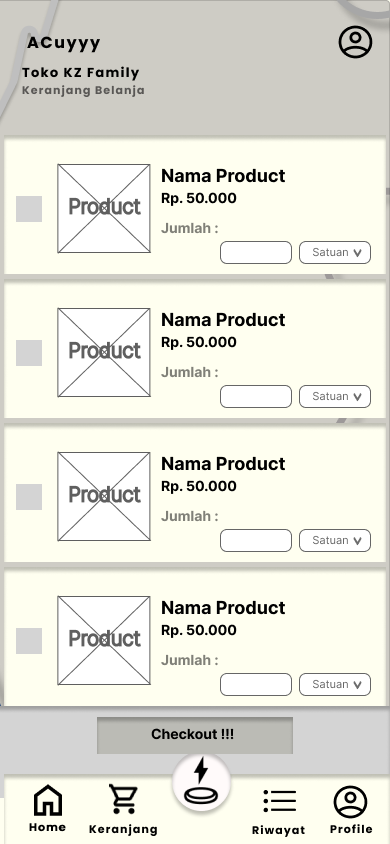 ACuyyy
Toko KZ Family
Keranjang Belanja
Product
Nama Product
Rp. 50.000
Jumlah :
Satuan
Product
Nama Product
Rp. 50.000
Jumlah :
Satuan
Product
Nama Product
Rp. 50.000
Jumlah :
Satuan
Product
Nama Product
Rp. 50.000
Jumlah :
Satuan
Checkout !!!
Home Keranjang Riwayat Profile